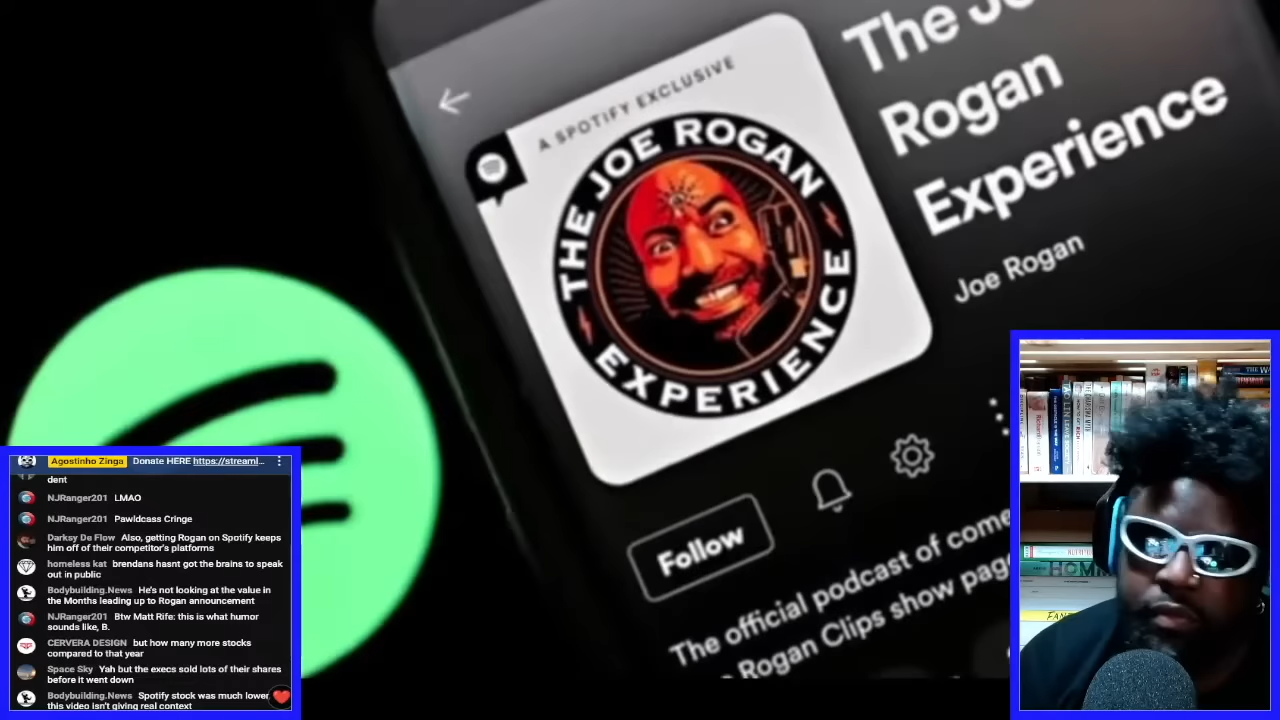 The Jo
Rogan
Experience
Joe Rogan
A SPOTIFY EXCLUSIVE
THE JOE ROGAN
EXPERIENCE
Follow
The official podcast of come
Rogan Clips show page
Agostinho Zinga Donate HERE https://streaml...
dent
NJRanger201 LMAO
NJRanger201 Pawldcass Cringe
Darksy De Flow Also, getting Rogan on Spotify keeps
him off of their competitor's platforms
homeless kat brendans hasnt got the brains to speak
out in public
Bodybuilding.News He's not looking at the value in
the Months leading up to Rogan announcement
NJRanger201 Btw Matt Rife: this is what humor
sounds like, B.
CERVERA DESIGN but how many more stocks
compared to that year
Space Sky Yah but the execs sold lots of their shares
before it went down
Bodybuilding.News Spotify stock was much lower
this video isn't giving real context